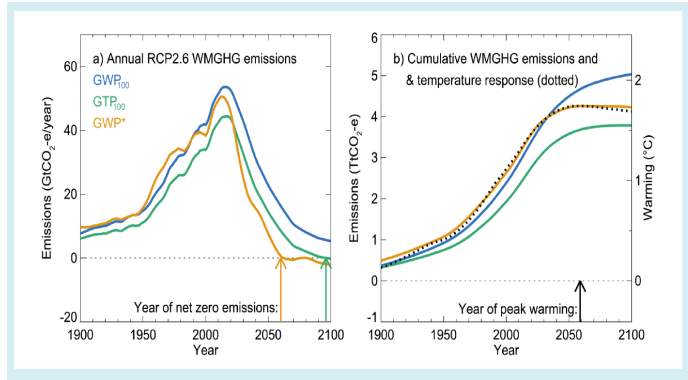 a) Annual RCP2.6 WMGHG emissions
GWP100
GTP100
GWP*
60
40
20
0
-20
Emissions (GtCO2-e/year)
Year of net zero emissions:
1900
1950
2000
2050
2100
Year
b) Cumulative WMGHG emissions and
& temperature response (dotted)
6
5
4
3
2
1
0
-1
Emissions (TtCO2-e)
2
1
0
Warming (°C)
Year of peak warming:
1900
1950
2000
2050
2100
Year